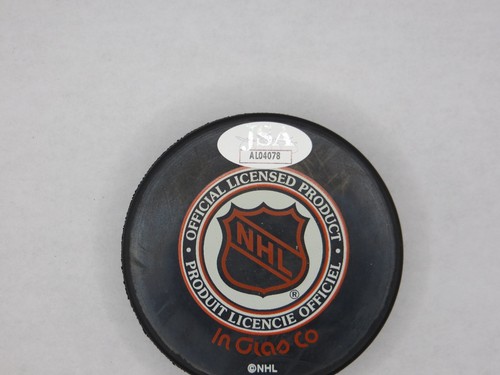 JSA
AL04078
• OFFICIAL LICENSED PRODUCT •
NHL
®
PRODUIT LICENCIE OFFICIEL
In Glas Co
©NHL